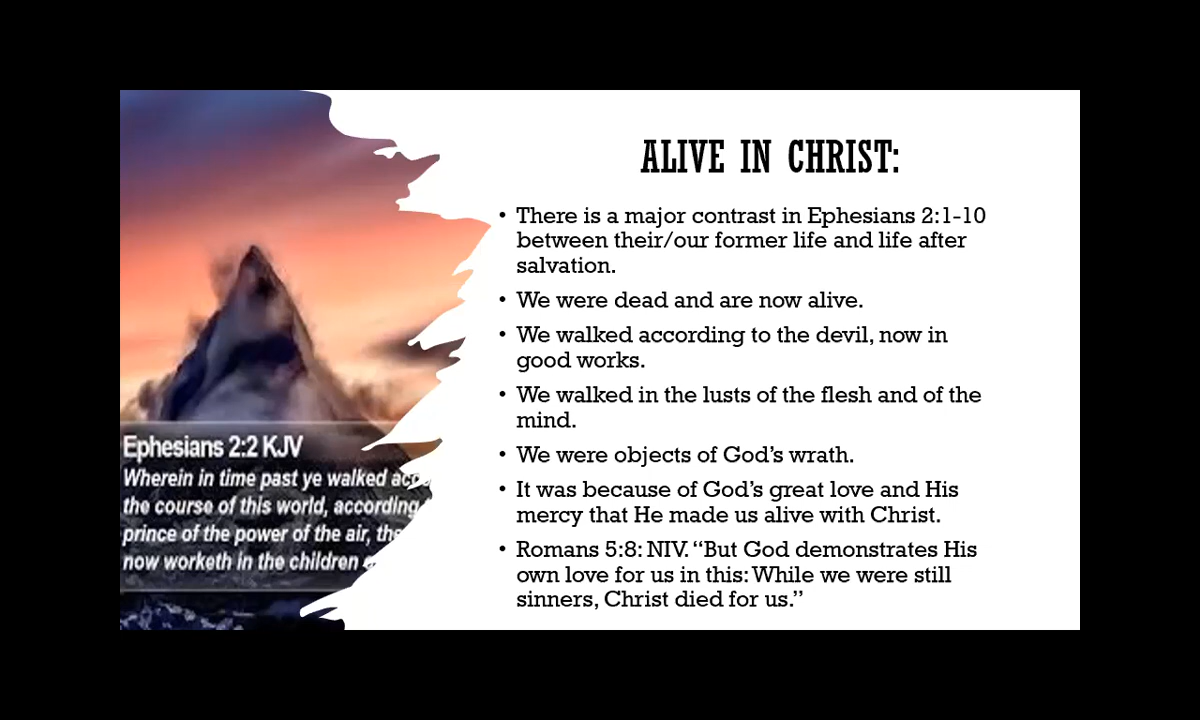 ALIVE IN CHRIST:
• There is a major contrast in Ephesians 2:1-10
between their/our former life and life after
salvation.
• We were dead and are now alive.
• We walked according to the devil, now in
good works.
• We walked in the lusts of the flesh and of the
mind.
• We were objects of God's wrath.
• It was because of God's great love and His
mercy that He made us alive with Christ.
• Romans 5:8: NIV. “But God demonstrates His
own love for us in this: While we were still
sinners, Christ died for us.”
Ephesians 2:2 KJV
Wherein in time past ye walked
the course of this world, according
prince of the power of the air,
now worketh in the children